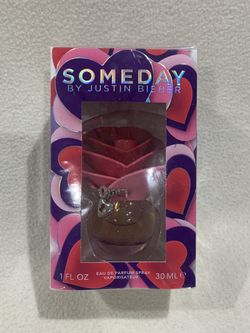 SOMEDAY
BY JUSTIN BIEBER
1 FL OZ
EAU DE PARFUM SPRAY
VAPORISATEUR
30 ML ℮